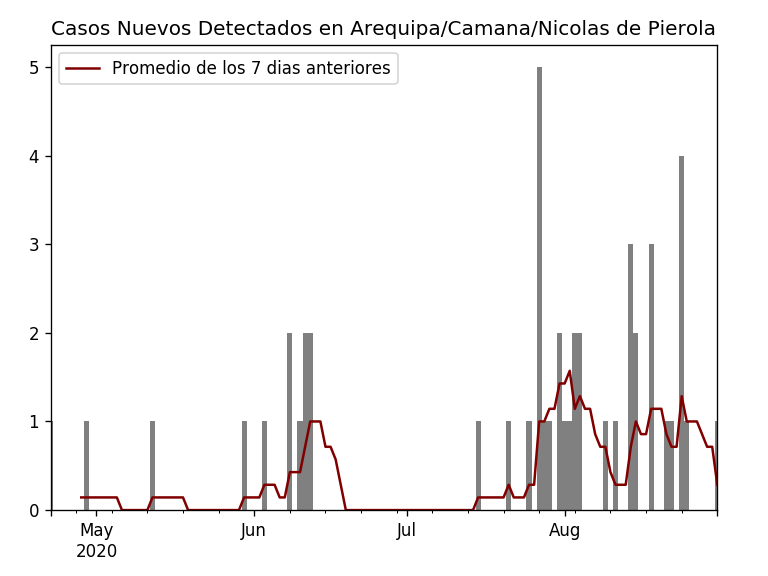 Casos Nuevos Detectados en Arequipa/Camana/Nicolas de Pierola
Promedio de los 7 dias anteriores
5
4
3
2
1
0
May Jun Jul Aug
2020